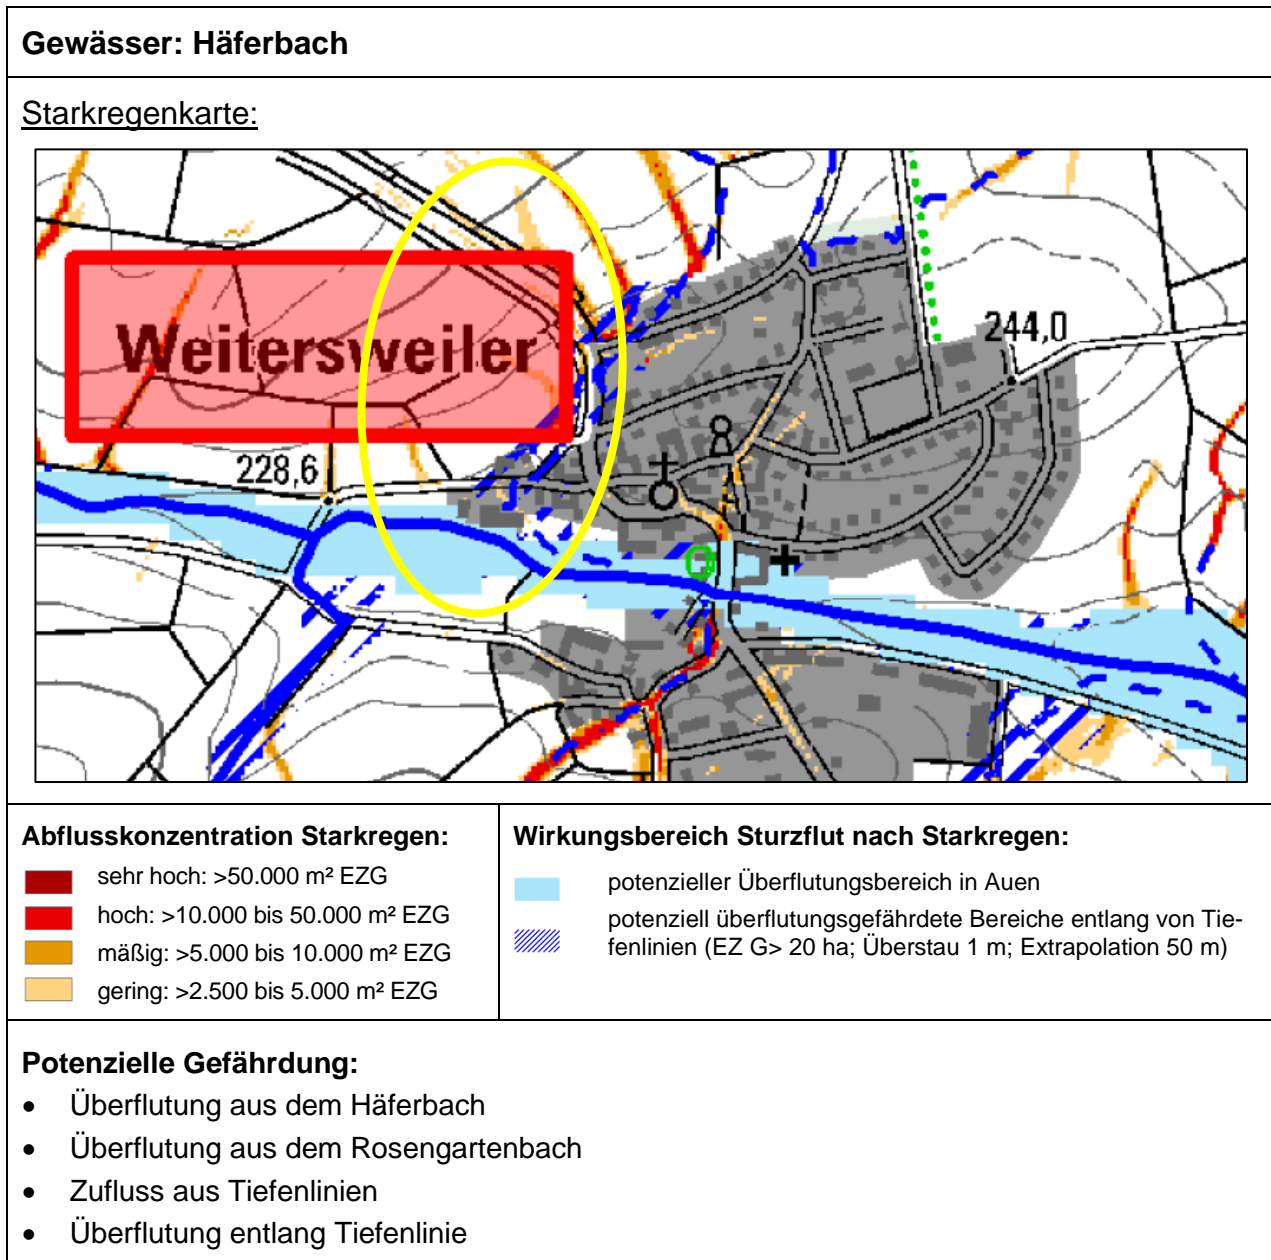 Gewässer: Häferbach
Starkregenkarte:
Weitersweiler
244,0
228,6
Abflusskonzentration Starkregen:
sehr hoch: >50.000 m² EZG
hoch: >10.000 bis 50.000 m² EZG
mäßig: >5.000 bis 10.000 m² EZG
gering: >2.500 bis 5.000 m² EZG
Wirkungsbereich Sturzflut nach Starkregen:
potenzieller Überflutungsbereich in Auen
potenziell überflutungsgefährdete Bereiche entlang von Tie-
fenlinien (EZ G> 20 ha; Überstau 1 m; Extrapolation 50 m)
Potenzielle Gefährdung:
• Überflutung aus dem Häferbach
• Überflutung aus dem Rosengartenbach
• Zufluss aus Tiefenlinien
• Überflutung entlang Tiefenlinie